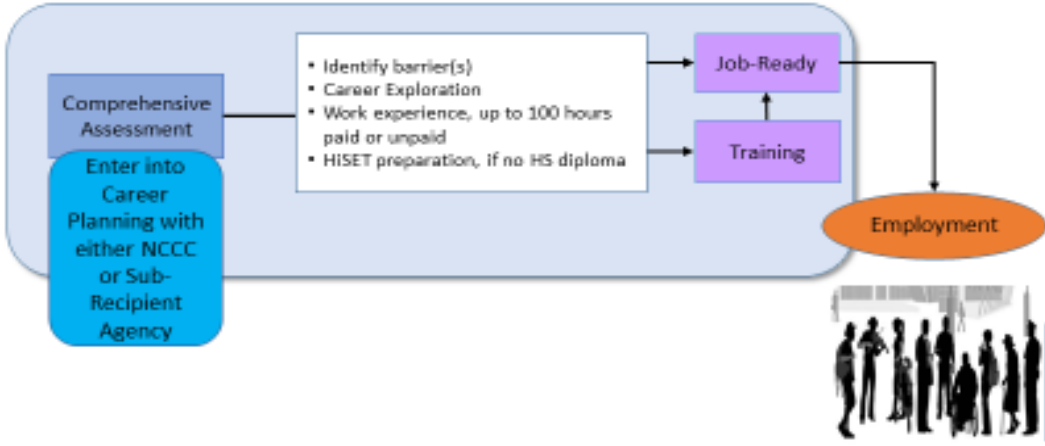 Comprehensive
Assessment
Enter into
Career
Planning with
either NCCC
or Sub-
Recipient
Agency
• Identify barrier(s)
• Career Exploration
• Work experience, up to 100 hours
paid or unpaid
• HiSET preparation, if no HS diploma
Job-Ready
Training
Employment